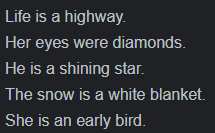 Life is a highway.
Her eyes were diamonds.
He is a shining star.
The snow is a white blanket.
She is an early bird.